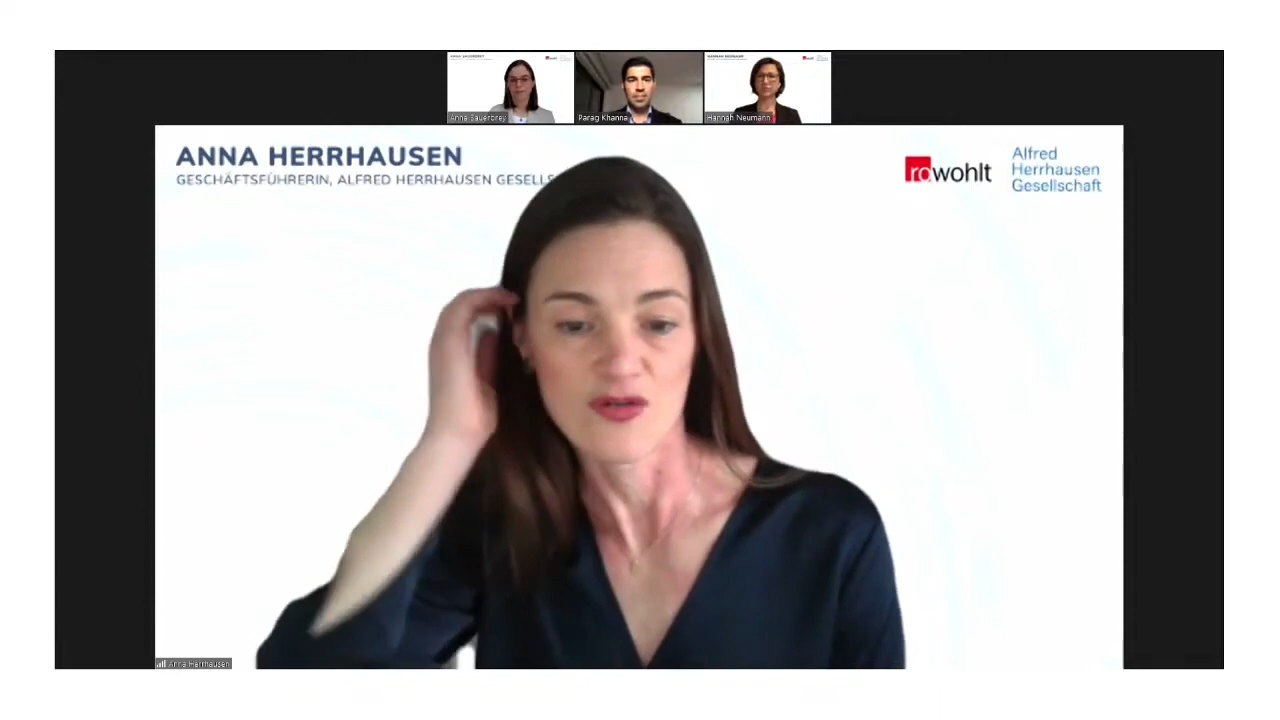 Anna Sauerbrey
Parag Khanna
Hannah Neumann
ANNA HERRHAUSEN
GESCHÄFTSFÜHRERIN, ALFRED HERRHAUSEN GESELLS
rowohlt
Alfred
Herrhausen
Gesellschaft
Anna Herrhausen